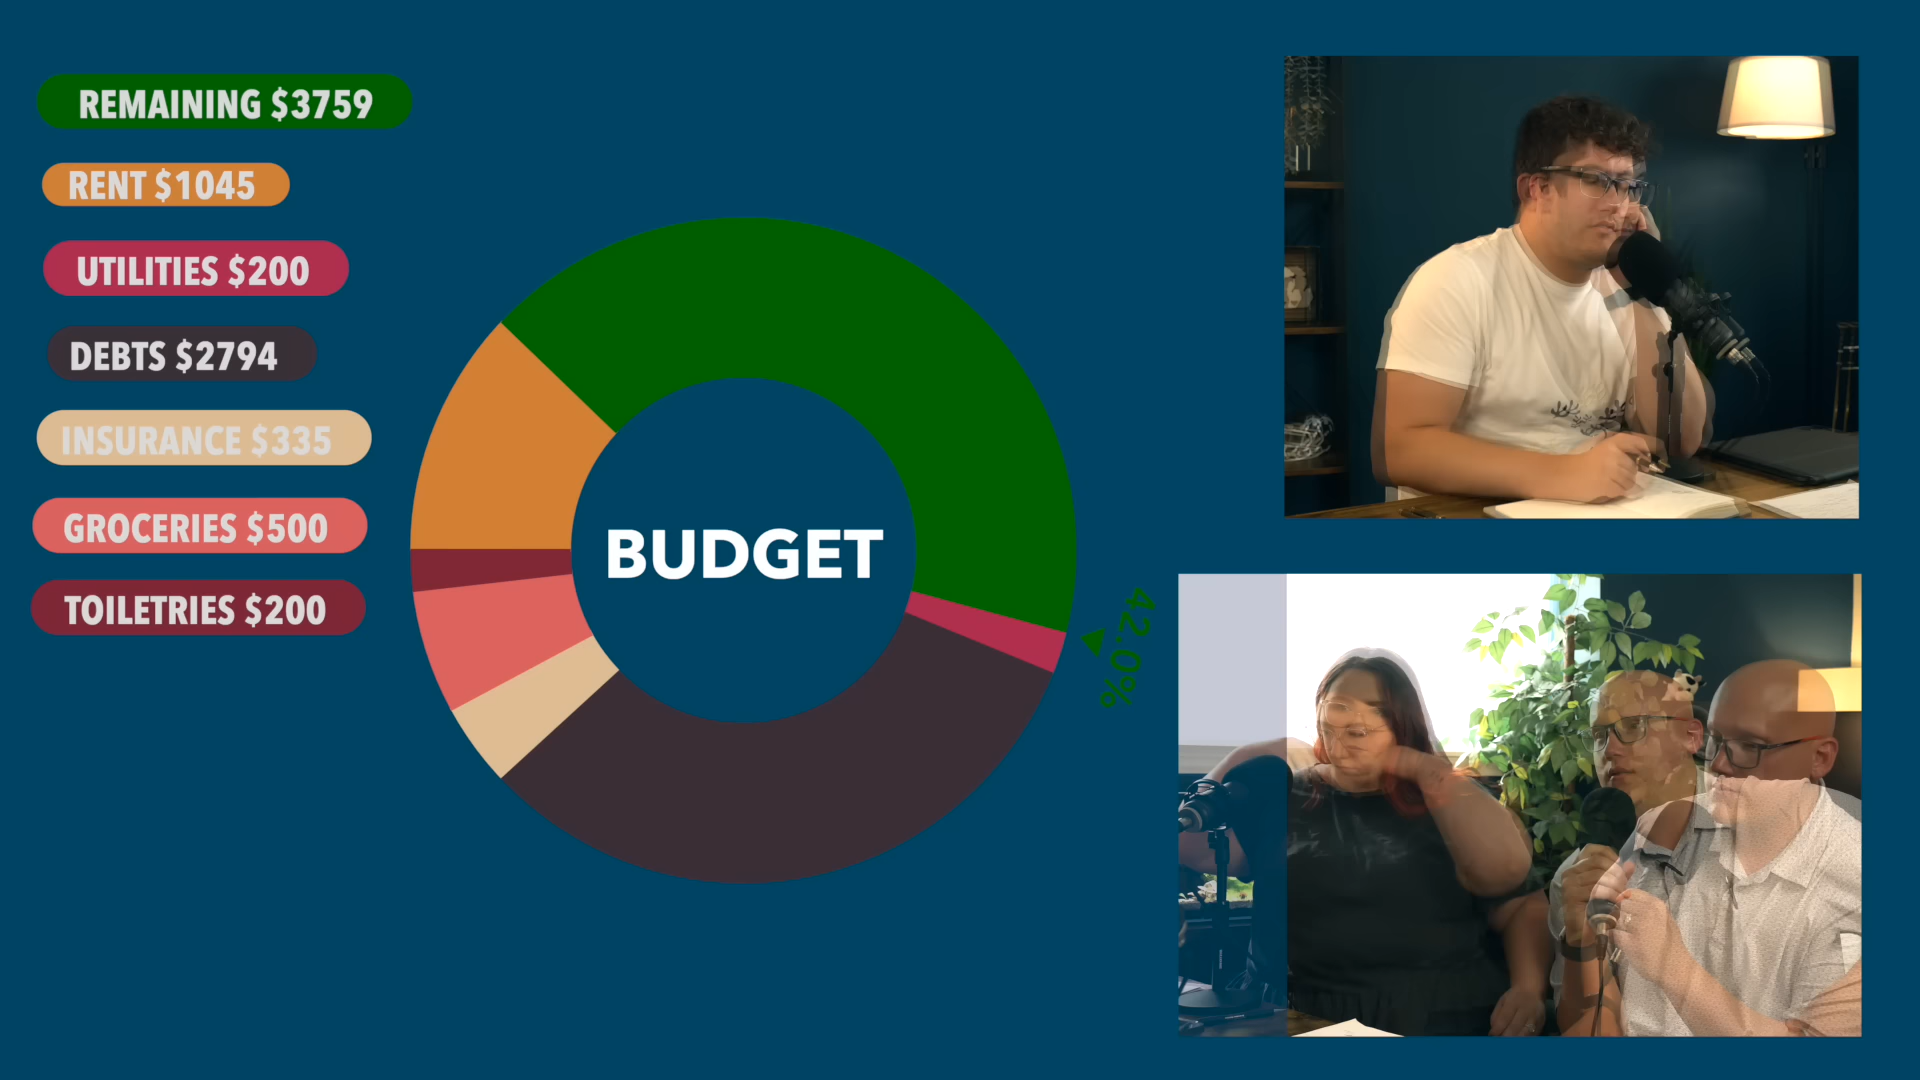 REMAINING $3759
RENT $1045
UTILITIES $200
DEBTS $2794
INSURANCE $335
GROCERIES $500
TOILETRIES $200
BUDGET
42.0%